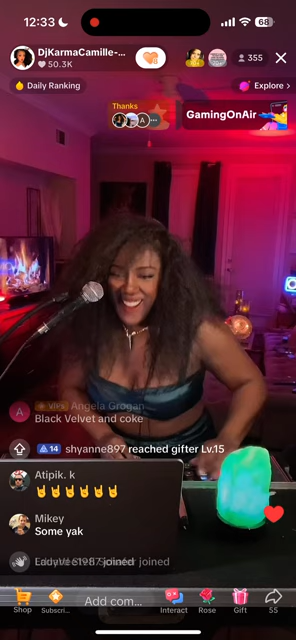 12:33
68
DjKarmaCamille-...
50.3K
355
Daily Ranking
Explore >
Thanks
A
GamingOnAir
A VIPs Angela Grogan
Black Velvet and coke
14 shyanne897 reached gifter Lv.15
Atipik. k
Mikey
Some yak
joined
Add com...
Shop
Subscri...
Interact
Rose
Gift
55